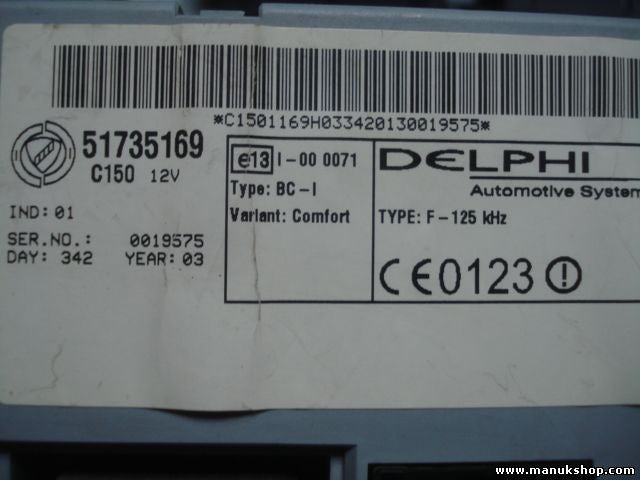 *C1501169H033420130019575*
51735169
C150 12V
IND: 01
SER.NO.: 0019575
DAY: 342 YEAR: 03
e13 I-00 0071
Type: BC-I
Variant: Comfort
DELPHI
Automotive System
TYPE: F-125 kHz
CE0123
www.manukshop.com